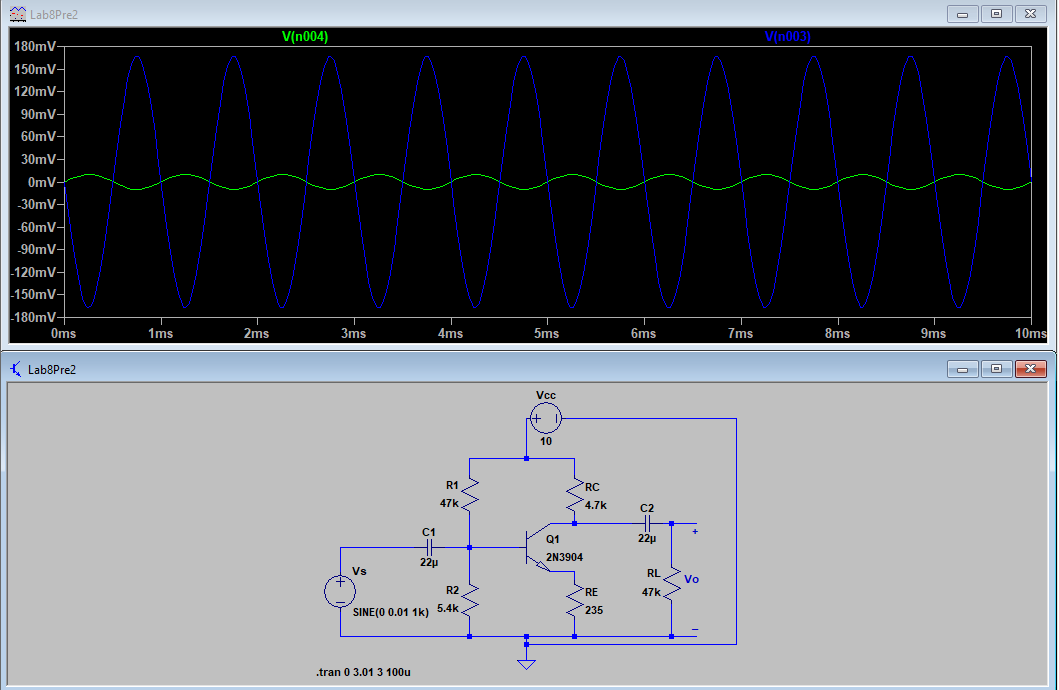 Lab8Pre2
V(n004) V(n003)
180mV
150mV
120mV
90mV
60mV
30mV
0mV
-30mV
-60mV
-90mV
-120mV
-150mV
-180mV
0ms 1ms 2ms 3ms 4ms 5ms 6ms 7ms 8ms 9ms 10ms
Lab8Pre2
Vcc
10
R1
47k
RC
4.7k
C1
22µ
Q1
2N3904
C2
22µ
+
Vs
SINE(0 0.01 1k)
R2
5.4k
RE
235
RL
47k
Vo
−
.tran 0 3.01 3 100u